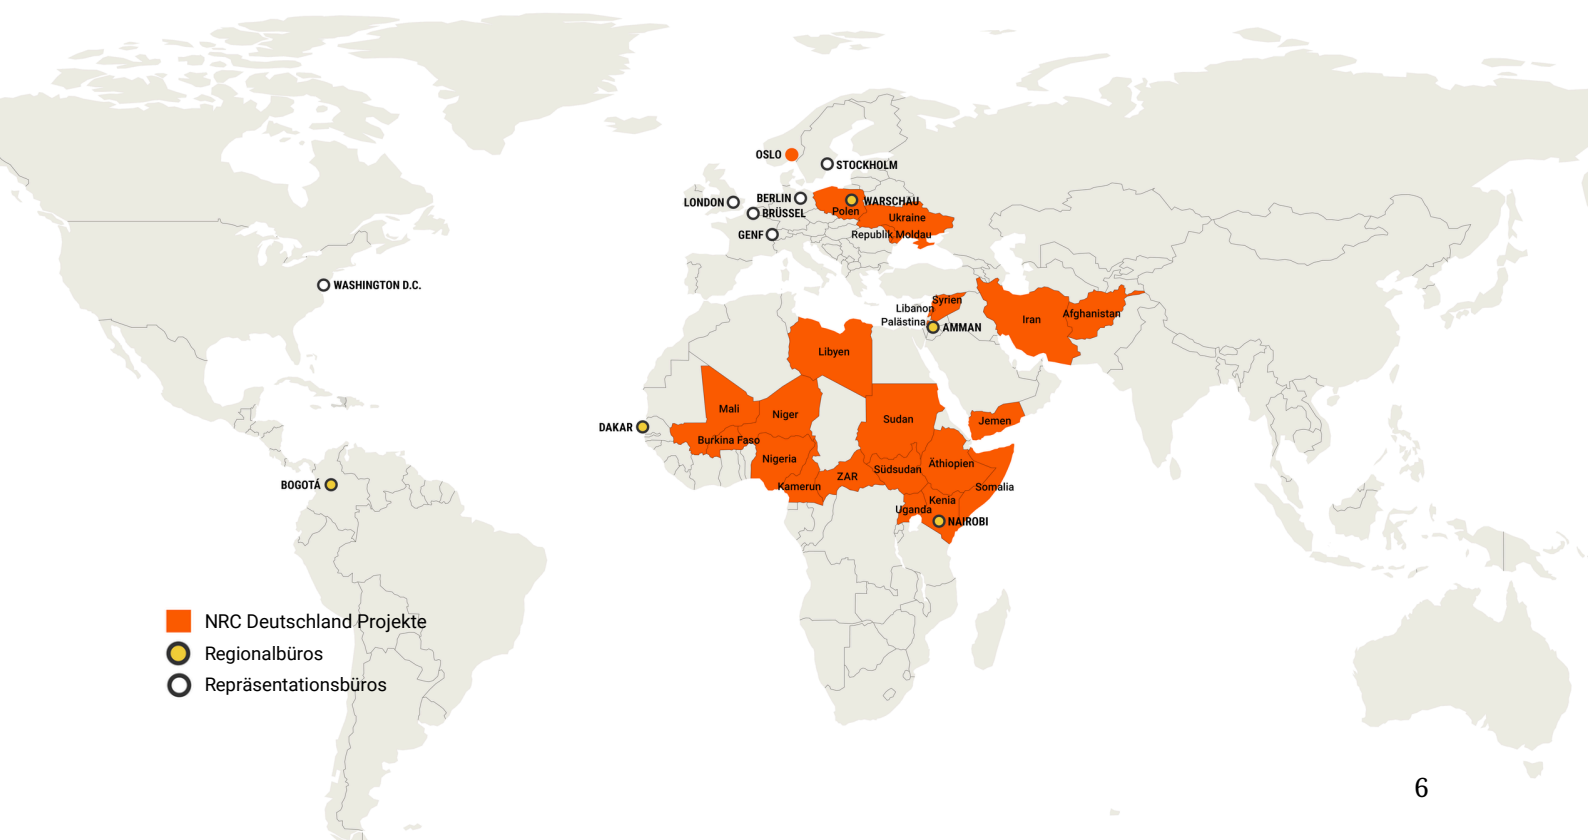 OSLO
STOCKHOLM
LONDON
BERLIN
WARSCHAU
BRÜSSEL
Polen
Ukraine
GENF
Republik Moldau
WASHINGTON D.C.
Syrien
Libanon
Palästina
AMMAN
Iran
Afghanistan
Libyen
Mali
Niger
Sudan
Jemen
DAKAR
Burkina Faso
Nigeria
Äthiopien
Südsudan
ZAR
Kamerun
Somalia
BOGOTÁ
Kenia
Uganda
NAIROBI
NRC Deutschland Projekte
Regionalbüros
Repräsentationsbüros
6